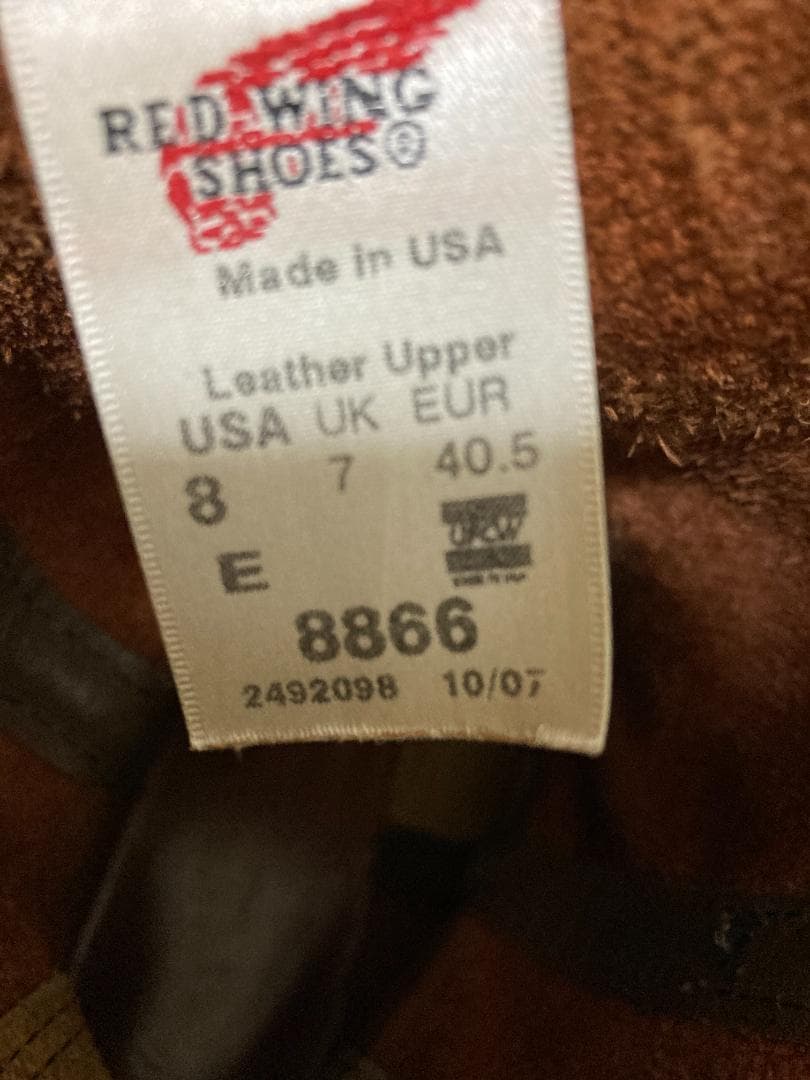 RED WING
SHOES®
Made in USA
Leather Upper
USA UK EUR
8 7 40.5
E
UFCW
8866
2492098 10/07